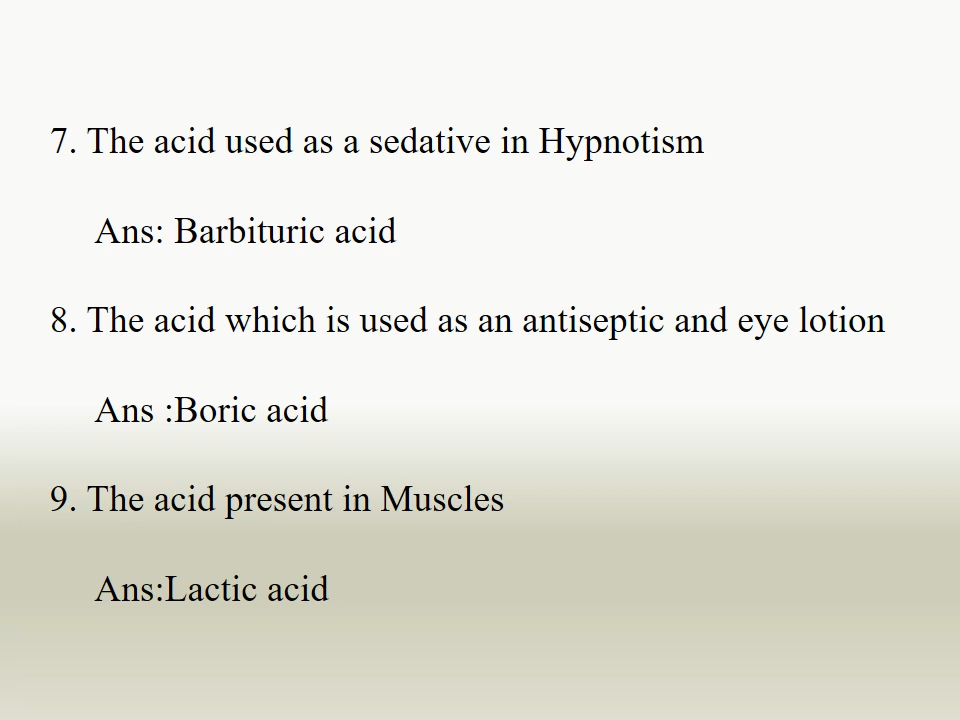 7. The acid used as a sedative in Hypnotism
Ans: Barbituric acid
8. The acid which is used as an antiseptic and eye lotion
Ans :Boric acid
9. The acid present in Muscles
Ans:Lactic acid